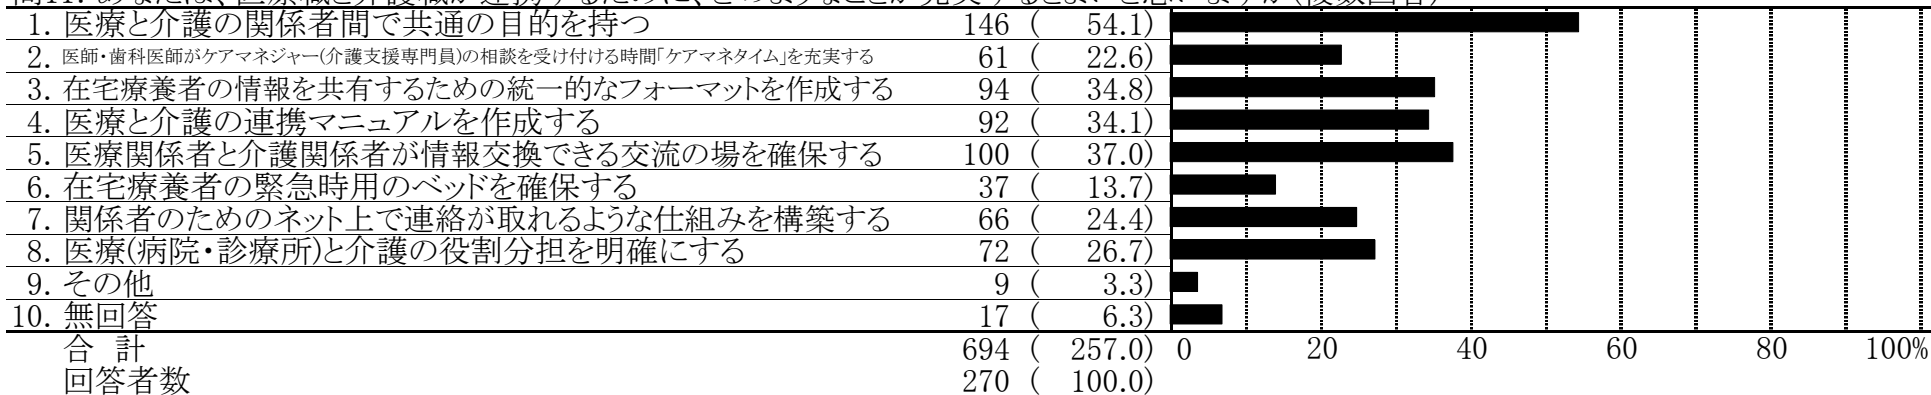 1. 医療と介護の関係者間で共通の目的を持つ 146 ( 54.1)
2. 医師・歯科医師がケアマネジャー(介護支援専門員)の相談を受け付ける時間「ケアマネタイム」を充実する 61 ( 22.6)
3. 在宅療養者の情報を共有するための統一的なフォーマットを作成する 94 ( 34.8)
4. 医療と介護の連携マニュアルを作成する 92 ( 34.1)
5. 医療関係者と介護関係者が情報交換できる交流の場を確保する 100 ( 37.0)
6. 在宅療養者の緊急時用のベッドを確保する 37 ( 13.7)
7. 関係者のためのネット上で連絡が取れるような仕組みを構築する 66 ( 24.4)
8. 医療(病院・診療所)と介護の役割分担を明確にする 72 ( 26.7)
9. その他 9 ( 3.3)
10. 無回答 17 ( 6.3)
合 計 694 ( 257.0) 0 20 40 60 80 100%
回答者数 270 ( 100.0)